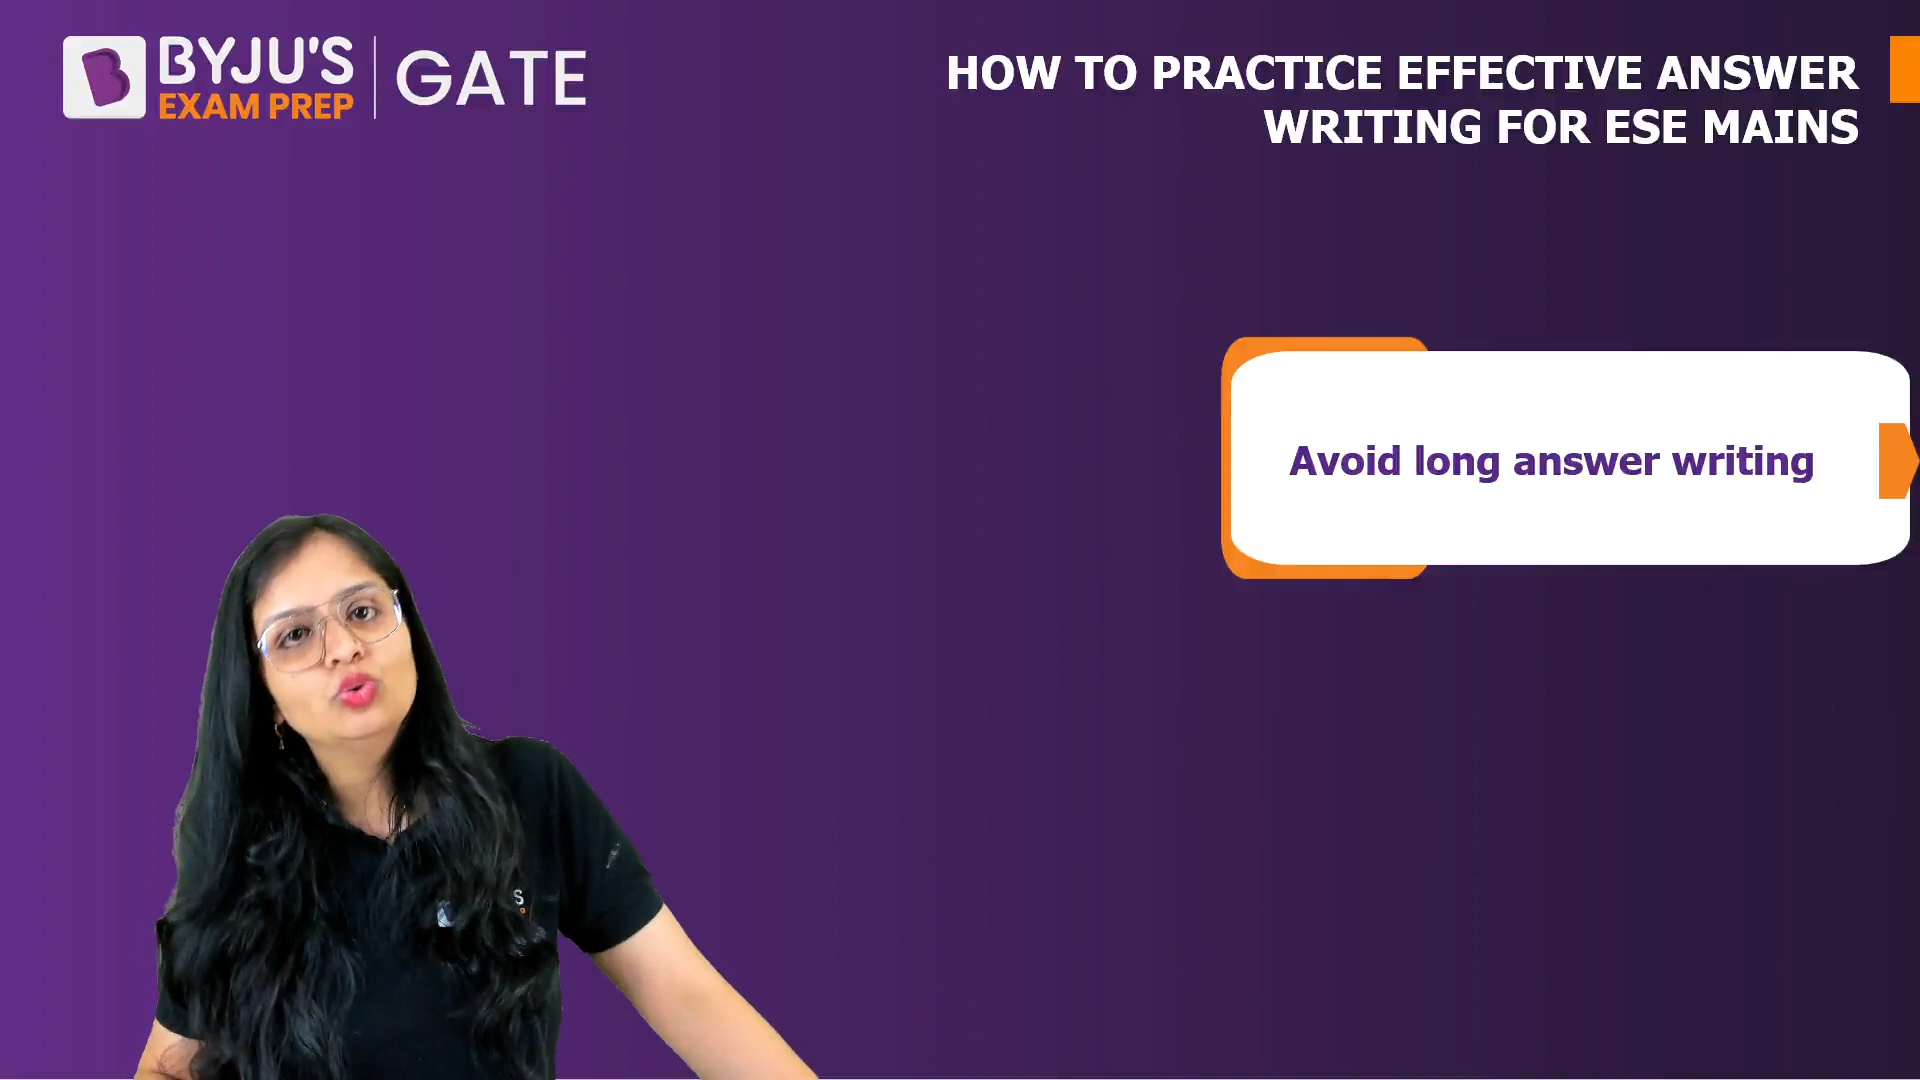 BYJU'S
EXAM PREP
GATE
HOW TO PRACTICE EFFECTIVE ANSWER
WRITING FOR ESE MAINS
Avoid long answer writing